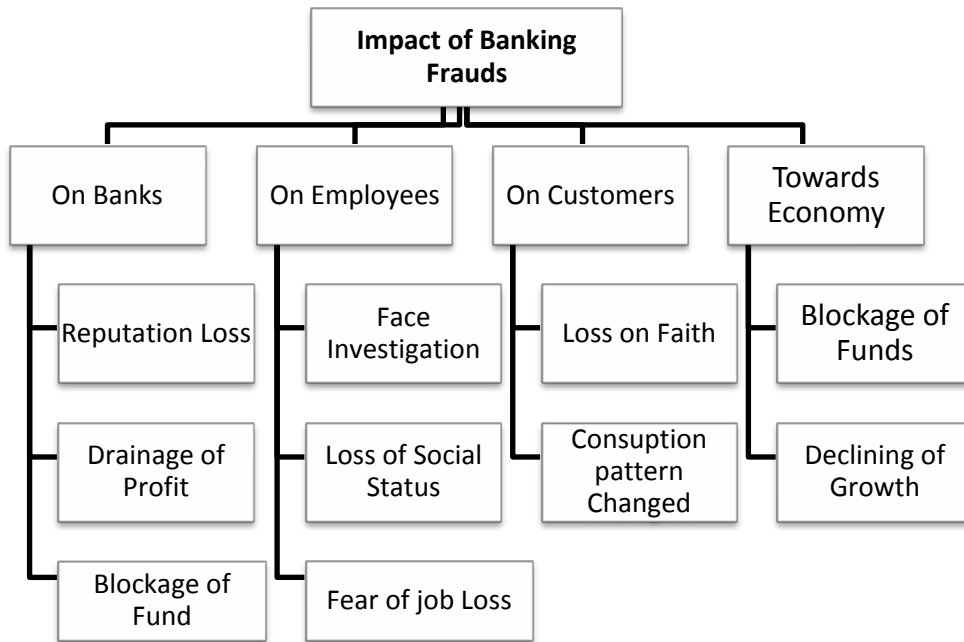 Impact of Banking
Frauds
On Banks
On Employees
On Customers
Towards
Economy
Reputation Loss
Face
Investigation
Loss on Faith
Blockage of
Funds
Drainage of
Profit
Loss of Social
Status
Consuption
pattern
Changed
Declining of
Growth
Blockage of
Fund
Fear of job Loss